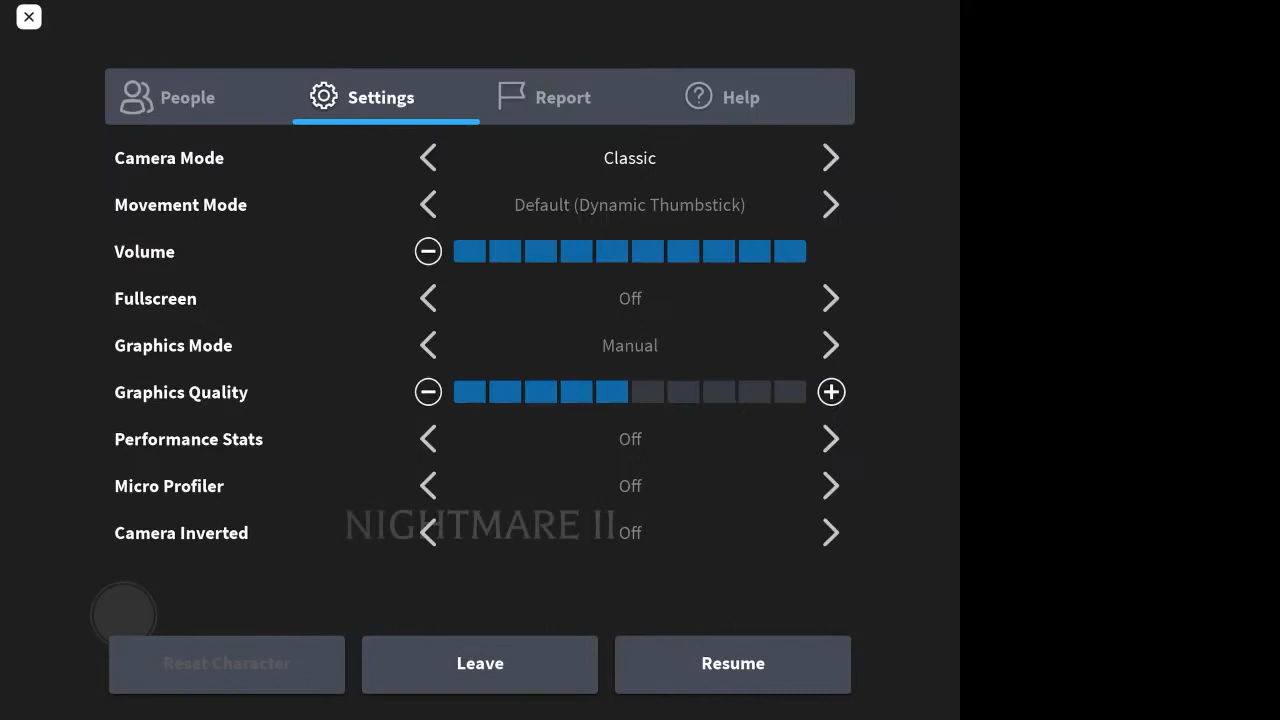 People Settings Report Help
Camera Mode Classic
Movement Mode Default (Dynamic Thumbstick)
Volume
Fullscreen Off
Graphics Mode Manual
Graphics Quality
Performance Stats Off
Micro Profiler Off
NIGHTMARE II
Camera Inverted Off
Reset Character Leave Resume